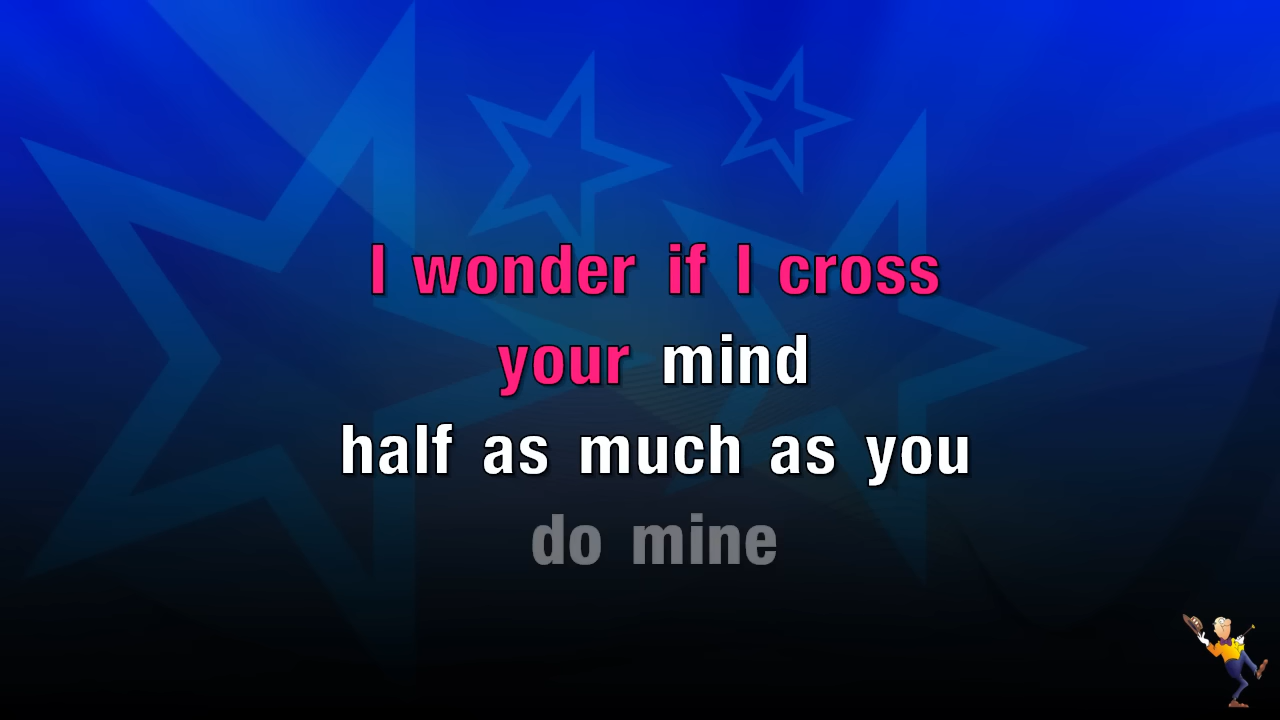 I wonder if I cross
your mind
half as much as you
do mine